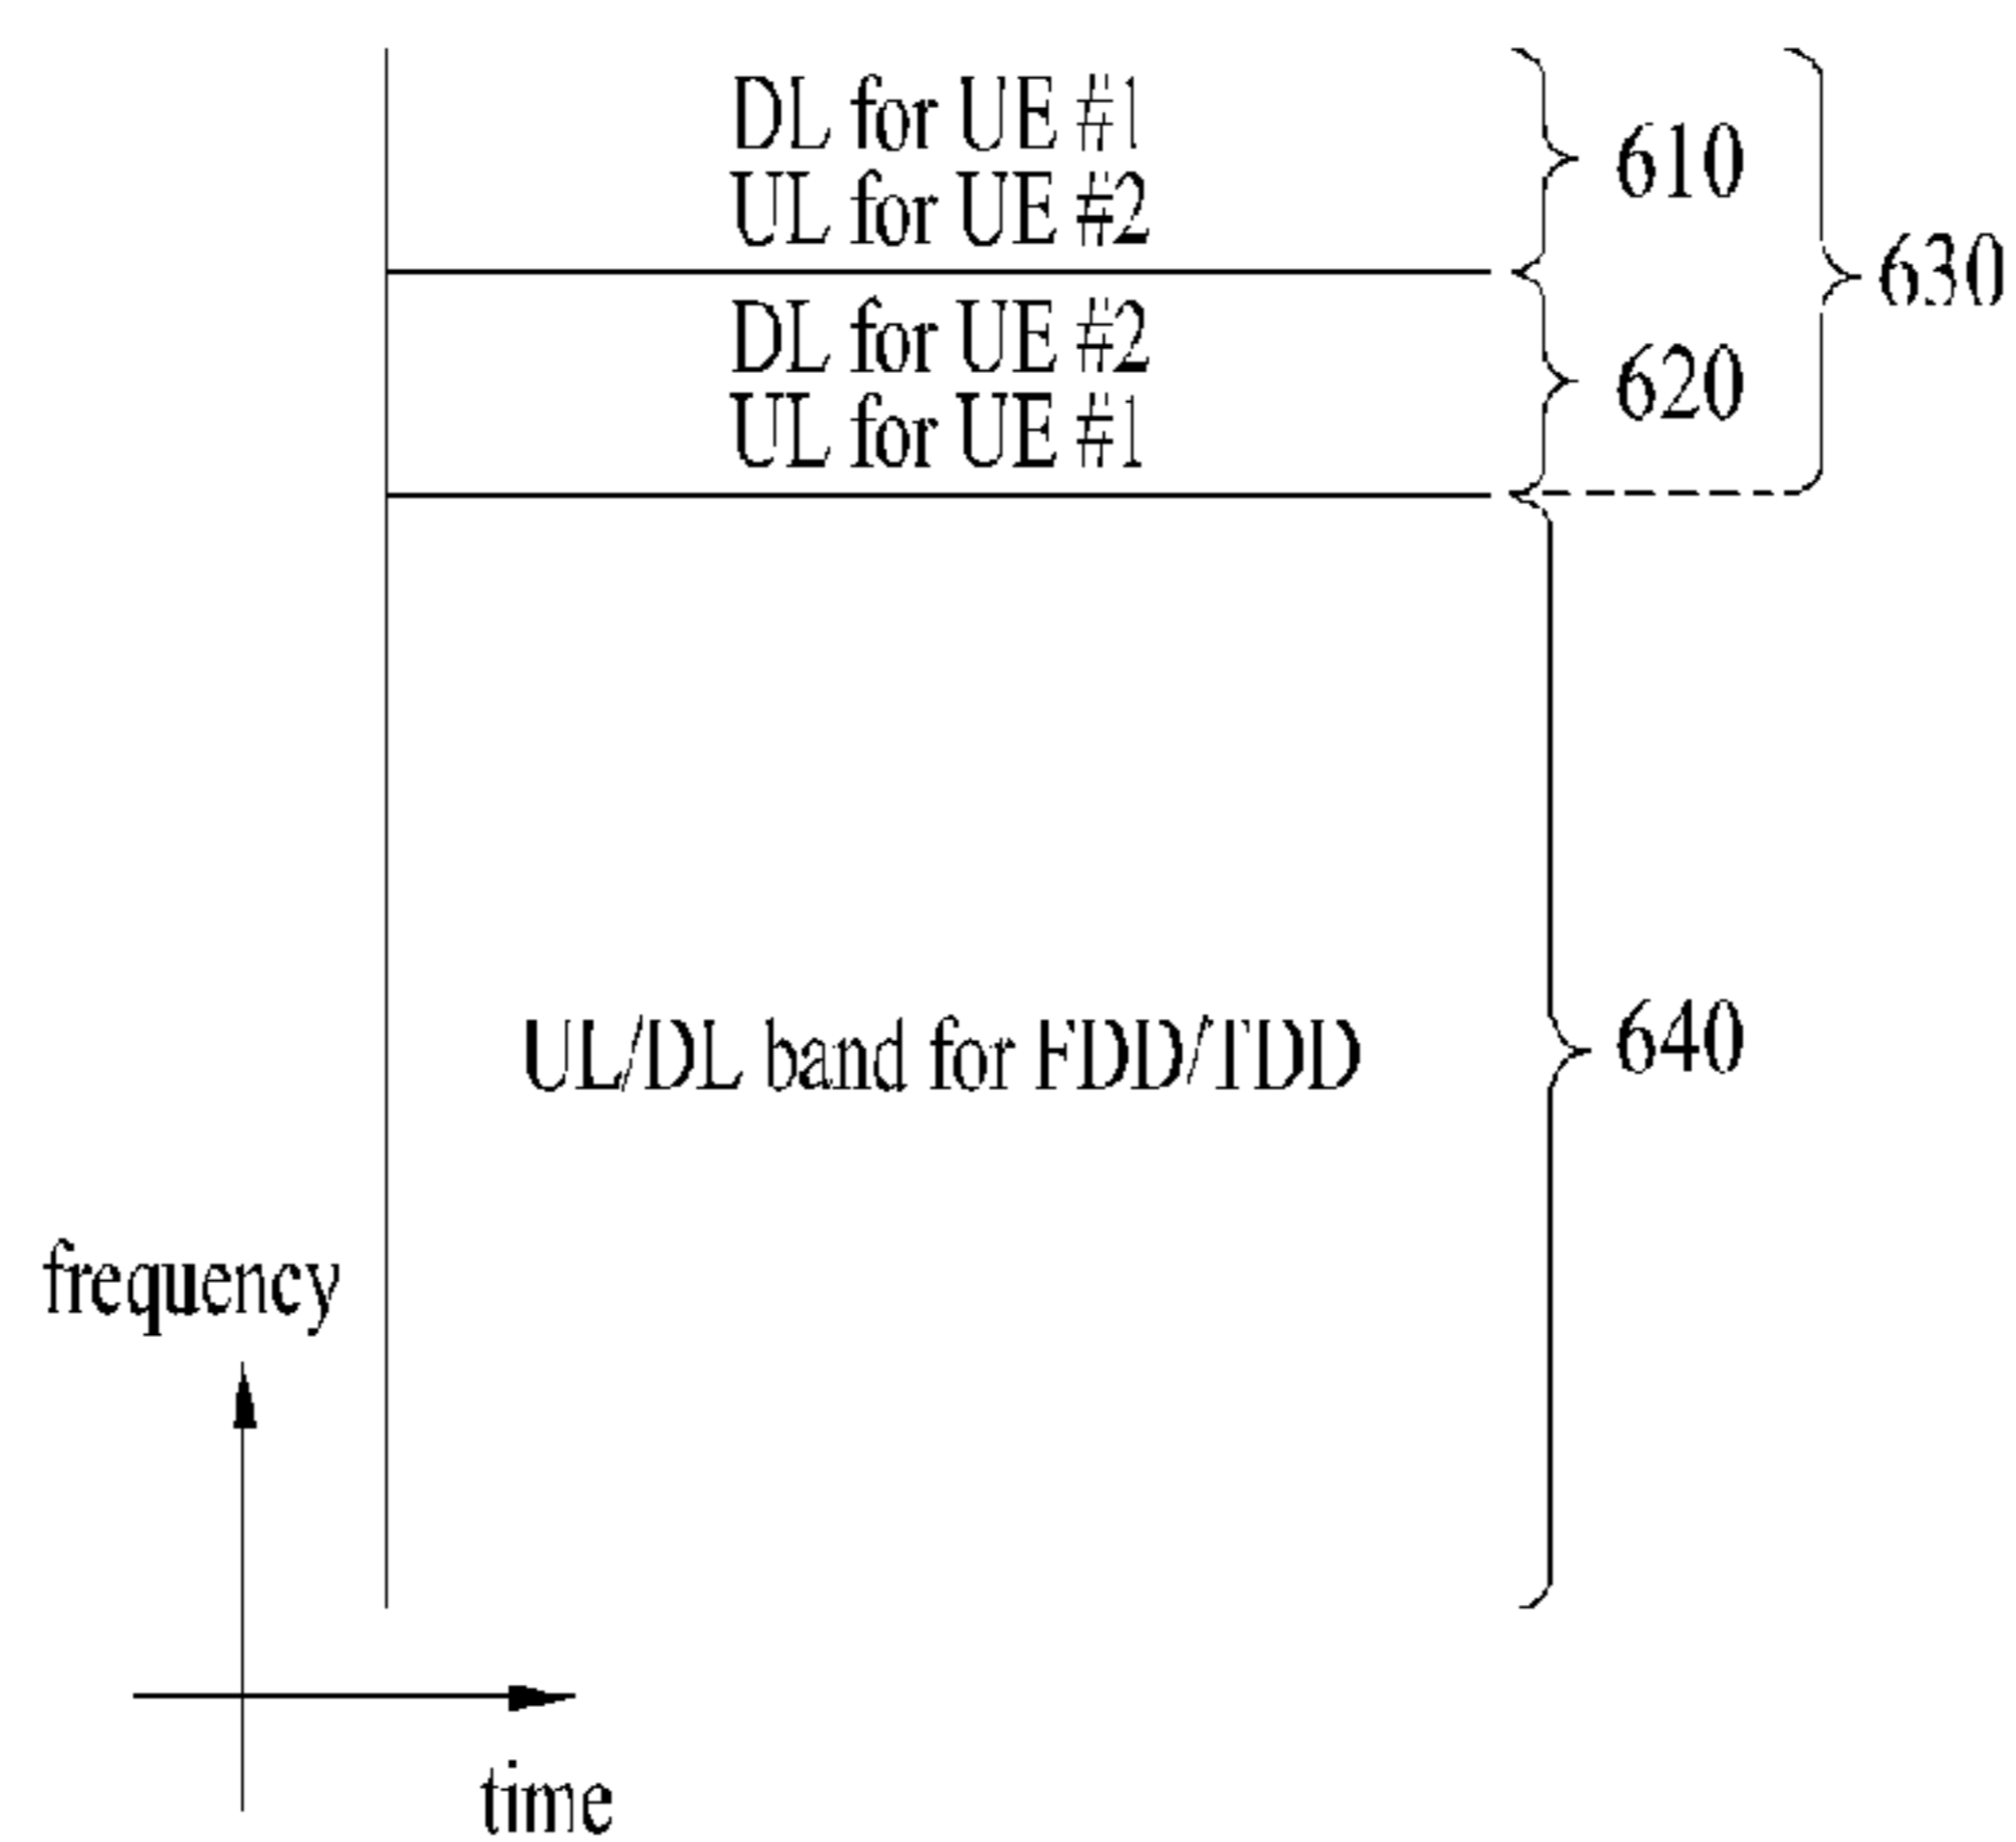 DL for UE #1
UL for UE #2
610
630
DL for UE #2
UL for UE #1
620
UL/DL band for FDD/TDD
640
frequency
time